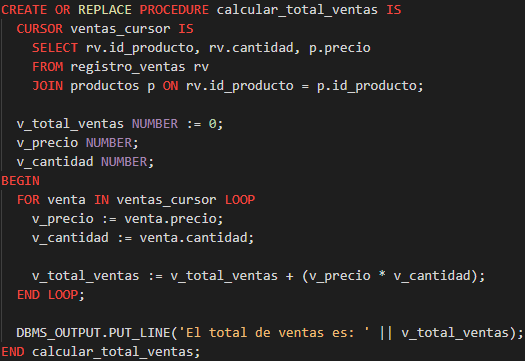 CREATE OR REPLACE PROCEDURE calcular_total_ventas IS
  CURSOR ventas_cursor IS
    SELECT rv.id_producto, rv.cantidad, p.precio
    FROM registro_ventas rv
    JOIN productos p ON rv.id_producto = p.id_producto;

  v_total_ventas NUMBER := 0;
  v_precio NUMBER;
  v_cantidad NUMBER;
BEGIN
  FOR venta IN ventas_cursor LOOP
    v_precio := venta.precio;
    v_cantidad := venta.cantidad;

    v_total_ventas := v_total_ventas + (v_precio * v_cantidad);
  END LOOP;

  DBMS_OUTPUT.PUT_LINE('El total de ventas es: ' || v_total_ventas);
END calcular_total_ventas;